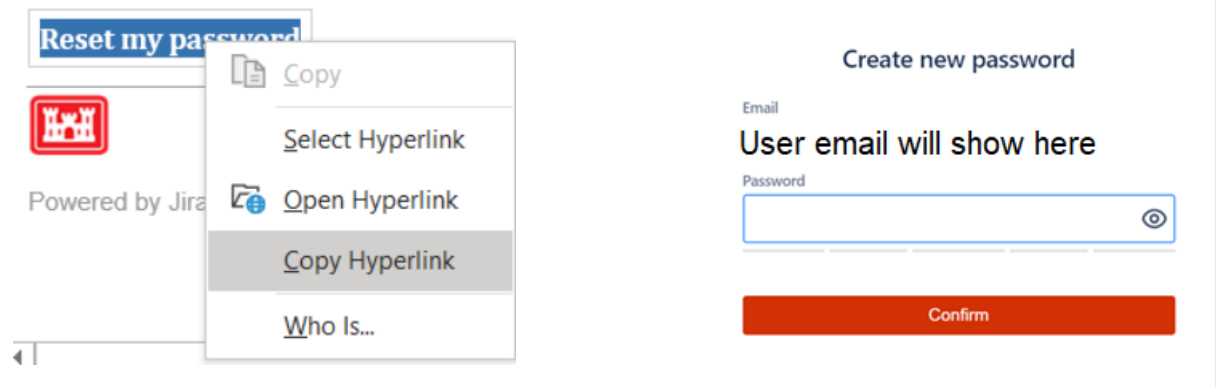 Reset my password
Copy
Select Hyperlink
Powered by Jira
Open Hyperlink
Copy Hyperlink
Who Is...
Create new password
Email
User email will show here
Password
Confirm